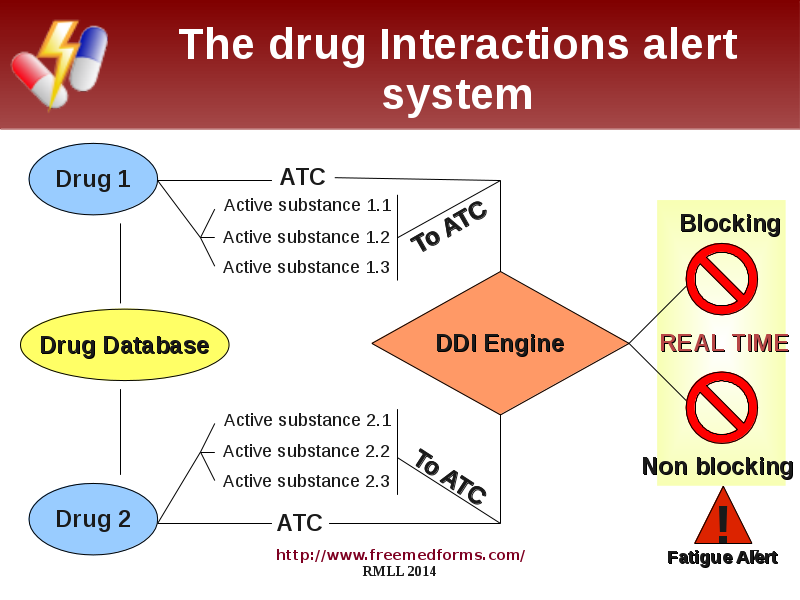 The drug Interactions alert
system
Drug 1
ATC
Active substance 1.1
Active substance 1.2
Active substance 1.3
To ATC
Blocking
Drug Database
DDI Engine
REAL TIME
Active substance 2.1
Active substance 2.2
Active substance 2.3
To ATC
Non blocking
Drug 2
ATC
!
http://www.freemedforms.com/
RMLL 2014
Fatigue Alert